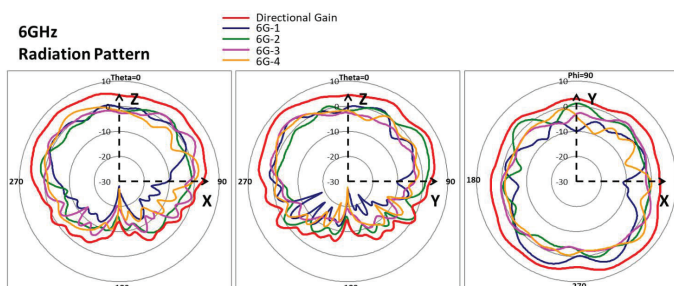 6GHz
Radiation Pattern
Directional Gain
6G-1
6G-2
6G-3
6G-4
Theta=0
10
0
-10
-20
-30
Z
X
270
90
Theta=0
10
0
-10
-20
-30
Z
Y
270
90
Phi=90
10
0
-10
-20
-30
Y
X
180